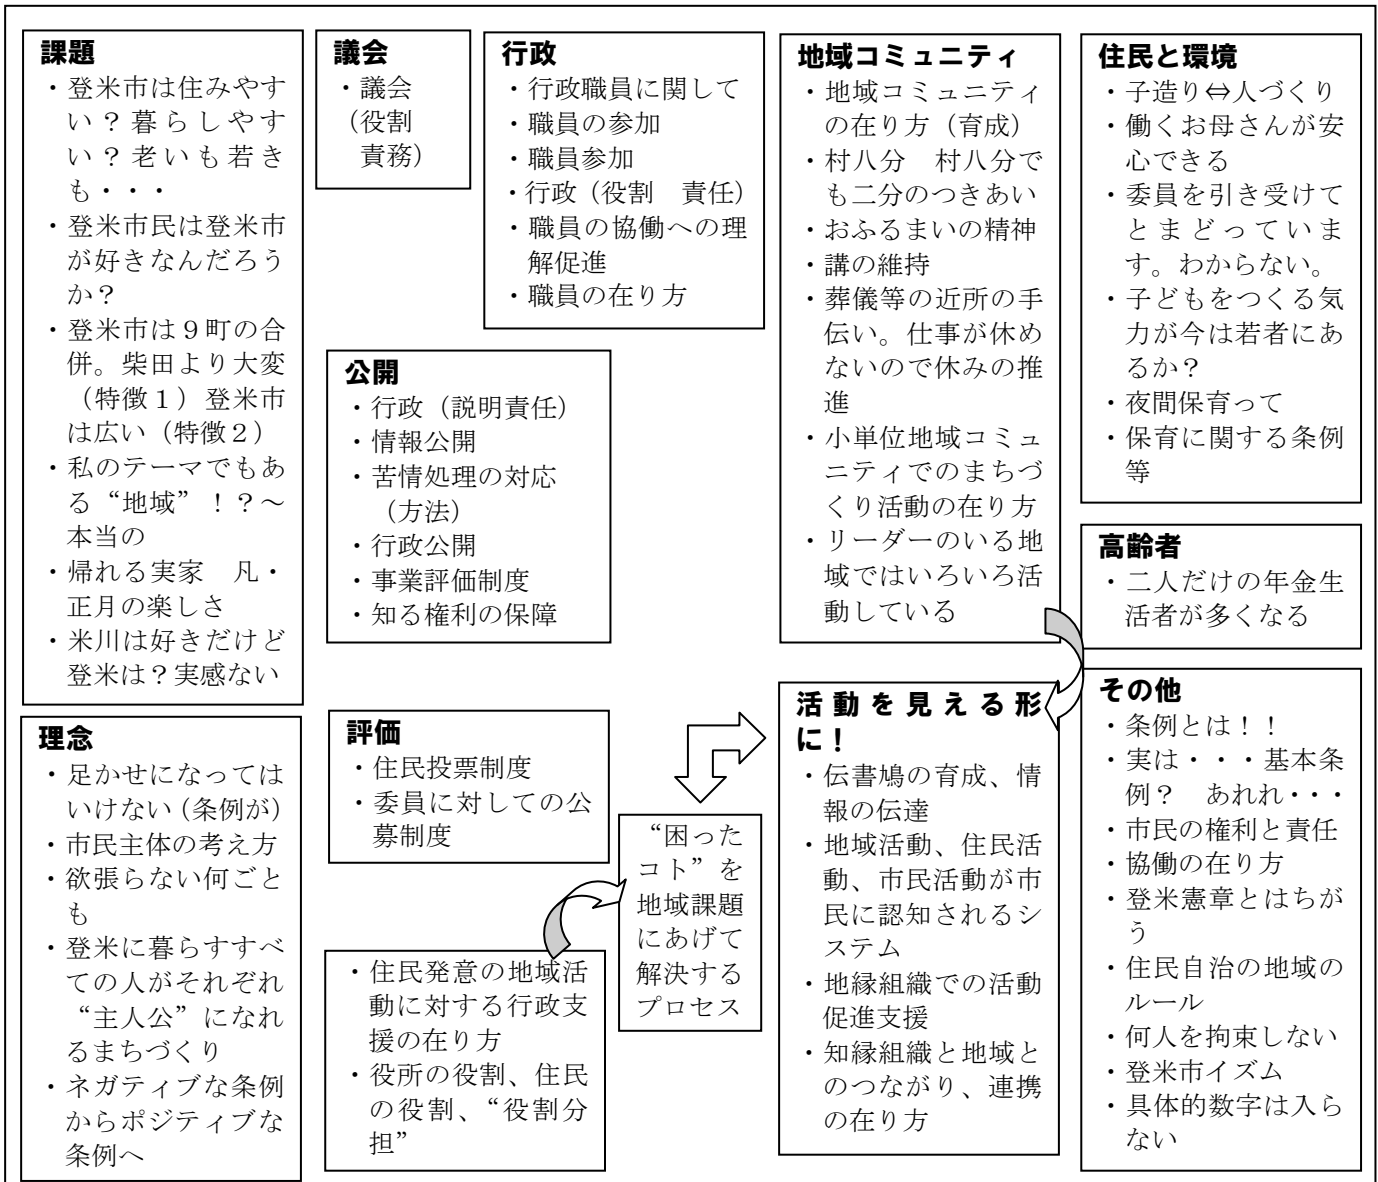 課題
・登米市は住みやす
い？暮らしやす
い？老いも若き
も・・・
・登米市民は登米市
が好きなんだろう
か？
・登米市は９町の合
併。柴田より大変
（特徴１）登米市
は広い（特徴２）
・私のテーマでもあ
る“地域”！？～
本当の
・帰れる実家　凡・
正月の楽しさ
・米川は好きだけど
登米は？実感ない
議会
・議会
（役割
責務）
行政
・行政職員に関して
・職員の参加
・職員参加
・行政（役割　責任）
・職員の協働への理
解促進
・職員の在り方
公開
・行政（説明責任）
・情報公開
・苦情処理の対応
（方法）
・行政公開
・事業評価制度
・知る権利の保障
地域コミュニティ
・地域コミュニティ
の在り方（育成）
・村八分　村八分で
も二分のつきあい
・おふるまいの精神
・講の維持
・葬儀等の近所の手
伝い。仕事が休め
ないので休みの推
進
・小単位地域コミュ
ニティでのまちづ
くり活動の在り方
・リーダーのいる地
域ではいろいろ活
動している
住民と環境
・子造り⇔人づくり
・働くお母さんが安
心できる
・委員を引き受けて
とまどっていま
す。わからない。
・子どもをつくる気
力が今は若者にあ
るか？
・夜間保育って
・保育に関する条例
等
高齢者
・二人だけの年金生
活者が多くなる
理念
・足かせになっては
いけない（条例が）
・市民主体の考え方
・欲張らない何ごと
も
・登米に暮らすすべ
ての人がそれぞれ
“主人公”になれ
るまちづくり
・ネガティブな条例
からポジティブな
条例へ
評価
・住民投票制度
・委員に対しての公
募制度
・住民発意の地域活
動に対する行政支
援の在り方
・役所の役割、住民
の役割、“役割分
担”
“困った
コト”を
地域課題
にあげて
解決する
プロセス
活動を見える形
に！
・伝書鳩の育成、情
報の伝達
・地域活動、住民活
動、市民活動が市
民に認知されるシ
ステム
・地縁組織での活動
促進支援
・知縁組織と地域と
のつながり、連携
の在り方
その他
・条例とは！！
・実は・・・基本条
例？　あれれ・・・
・市民の権利と責任
・協働の在り方
・登米憲章とはちが
う
・住民自治の地域の
ルール
・何人を拘束しない
・登米市イズム
・具体的数字は入ら
ない